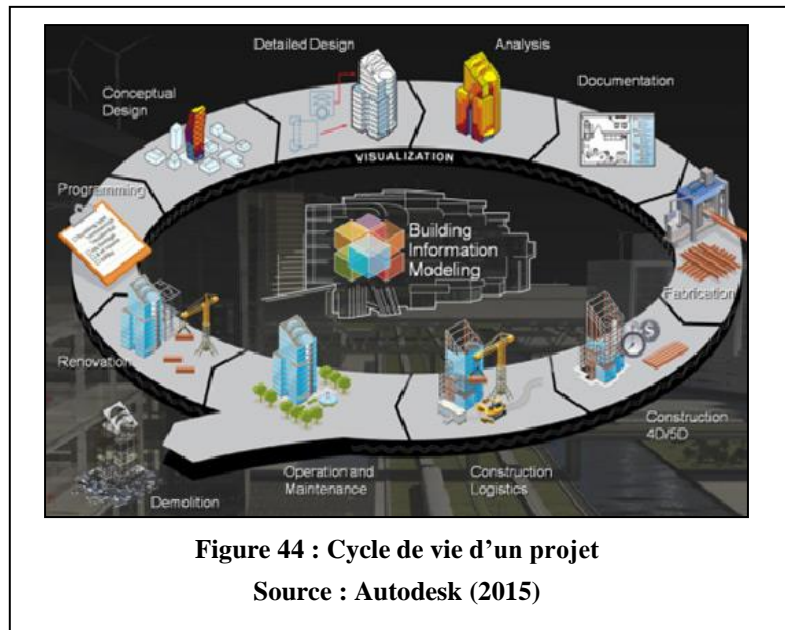 Detailed Design
Analysis
Conceptual
Design
Documentation
VISUALIZATION
Programming
Building
Information
Modeling
Fabrication
Renovation
Construction
4D/5D
Operation and
Maintenance
Construction
Logistics
Demolition
Figure 44 : Cycle de vie d’un projet
Source : Autodesk (2015)